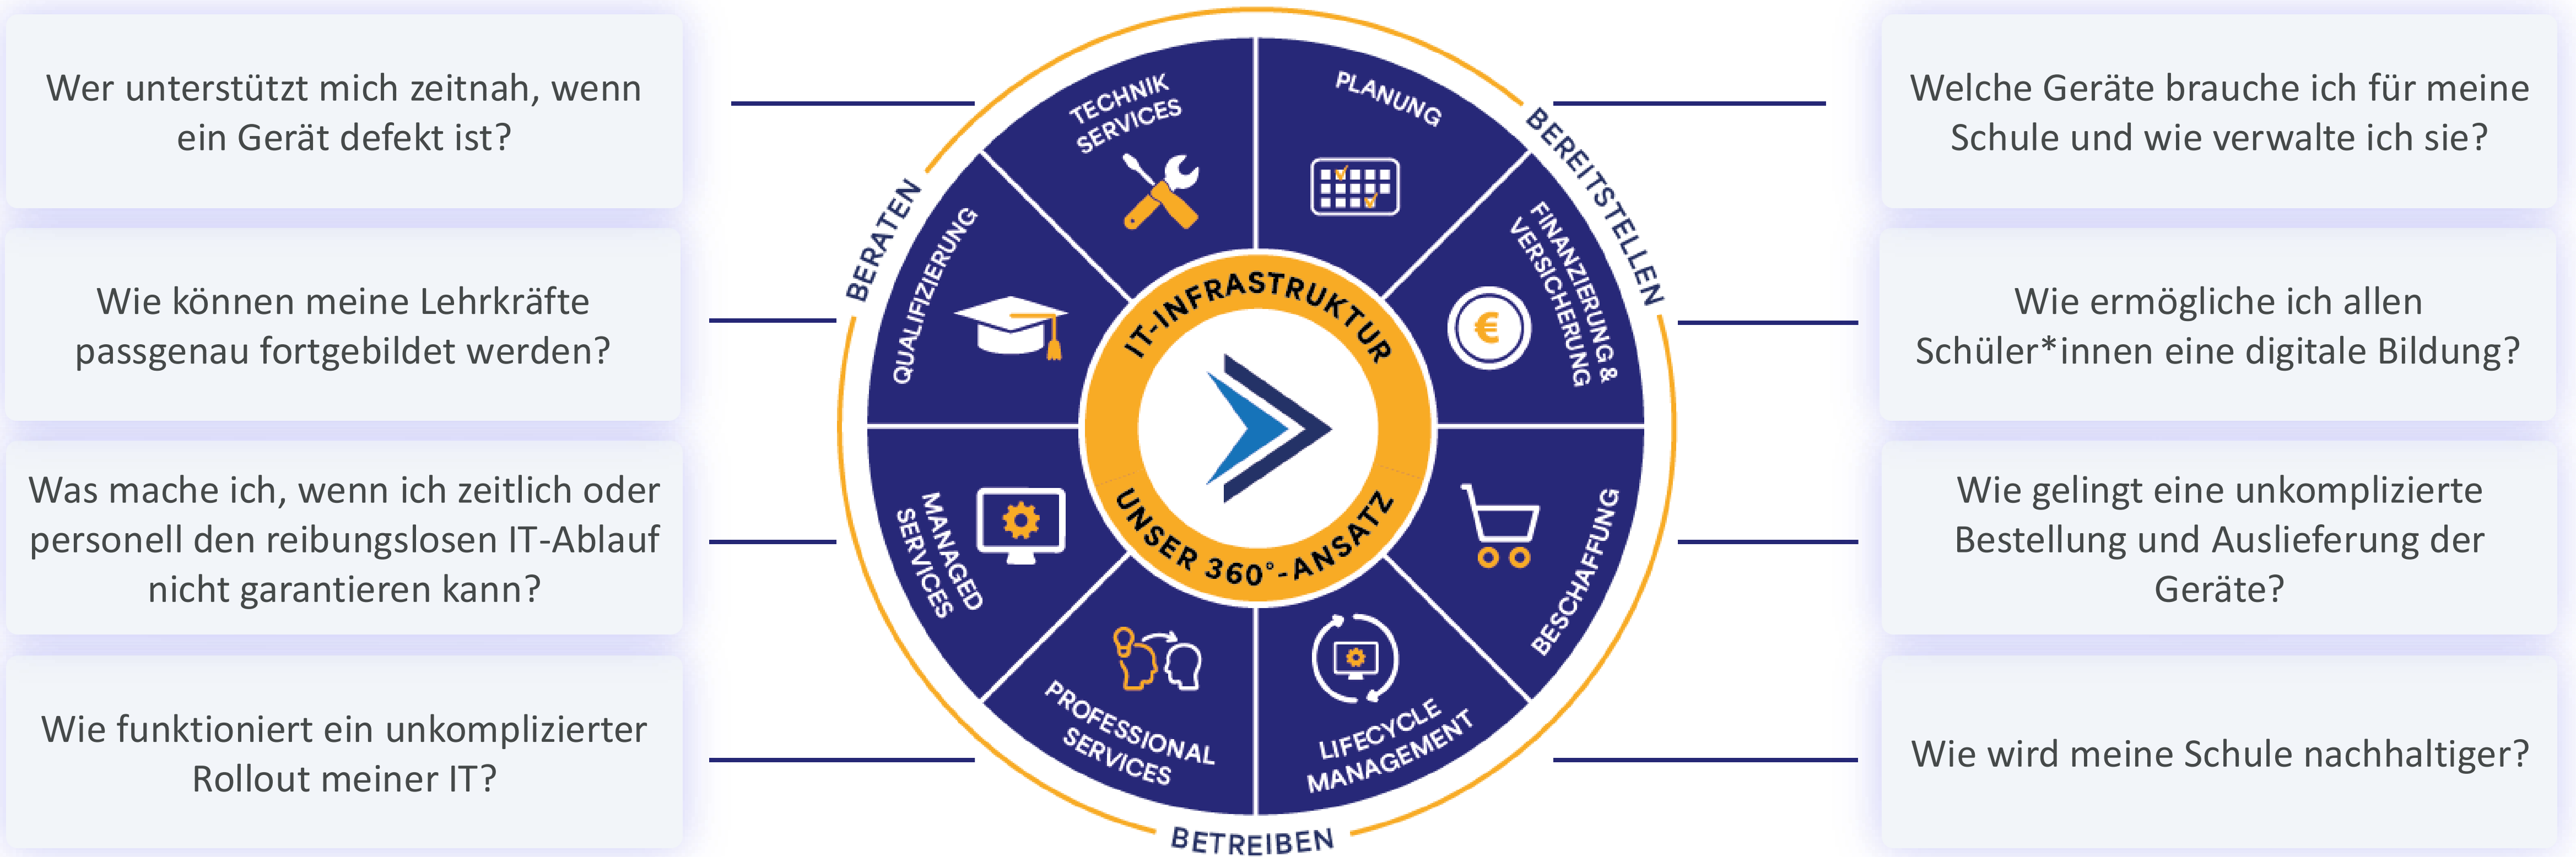 Wer unterstützt mich zeitnah, wenn
ein Gerät defekt ist?
Wie können meine Lehrkräfte
passgenau fortgebildet werden?
Was mache ich, wenn ich zeitlich oder
personell den reibungslosen IT-Ablauf
nicht garantieren kann?
Wie funktioniert ein unkomplizierter
Rollout meiner IT?
BERATEN
BEREITSTELLEN
BETREIBEN
TECHNIK
SERVICES
PLANUNG
QUALIFIZIERUNG
FINANZIERUNG &
VERSICHERUNG
€
MANAGED
SERVICES
BESCHAFFUNG
PROFESSIONAL
SERVICES
LIFECYCLE
MANAGEMENT
IT-INFRASTRUKTUR
UNSER 360°-ANSATZ
Welche Geräte brauche ich für meine
Schule und wie verwalte ich sie?
Wie ermögliche ich allen
Schüler*innen eine digitale Bildung?
Wie gelingt eine unkomplizierte
Bestellung und Auslieferung der
Geräte?
Wie wird meine Schule nachhaltiger?